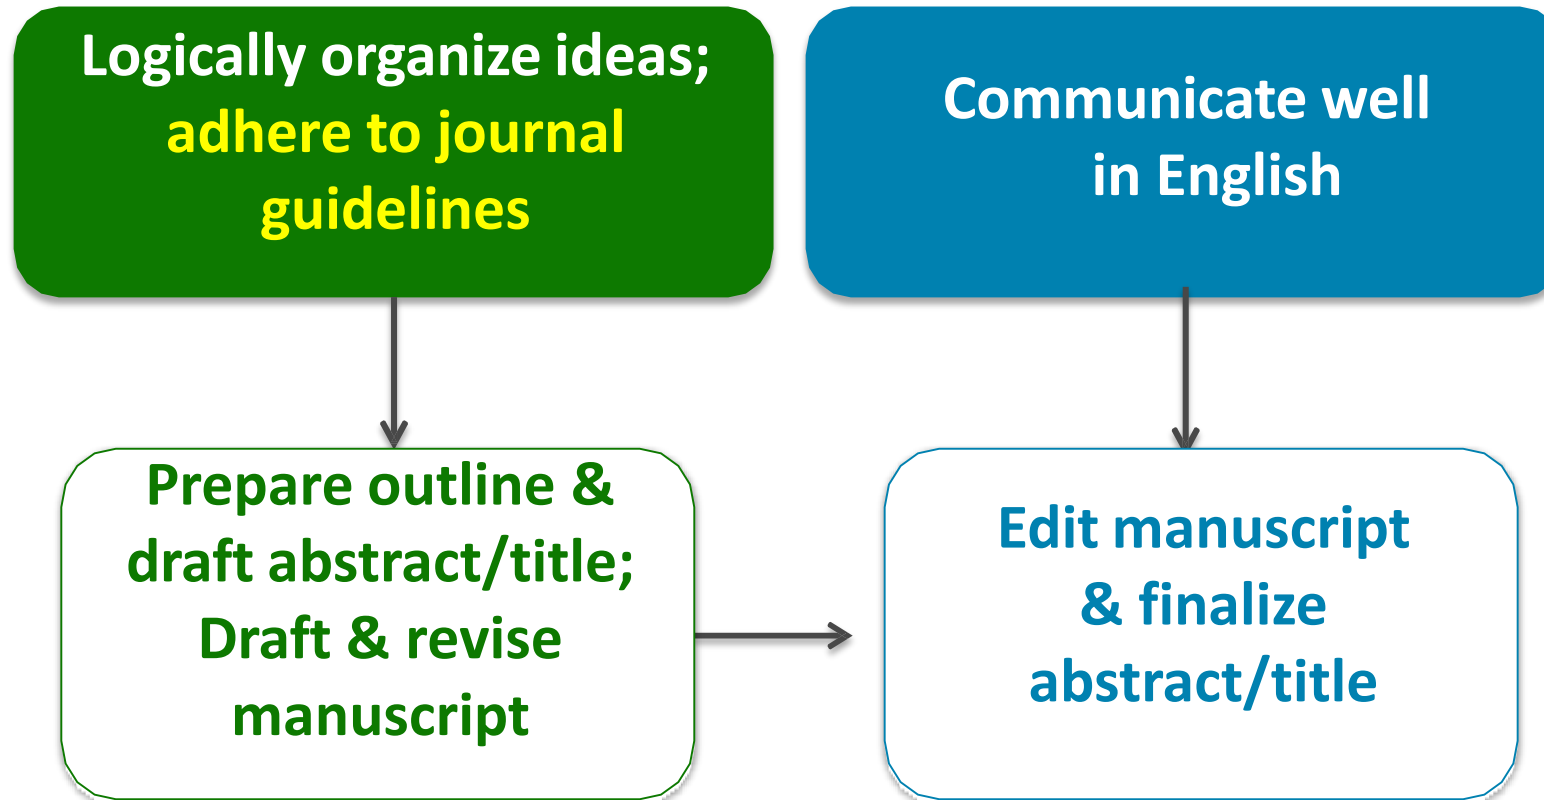 Logically organize ideas;
adhere to journal
guidelines
Communicate well
in English
Prepare outline &
draft abstract/title;
Draft & revise
manuscript
Edit manuscript
& finalize
abstract/title